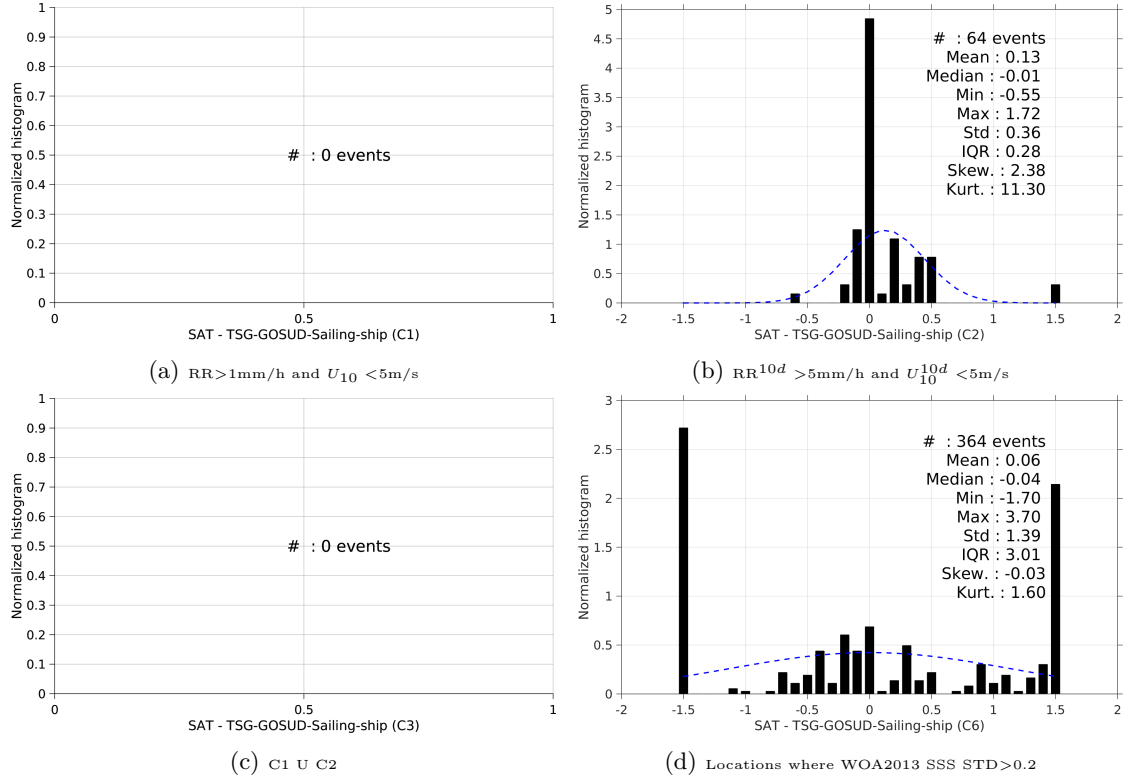 1
0.9
0.8
0.7
0.6
0.5
0.4
0.3
0.2
0.1
0
Normalized histogram
# : 0 events
0 0.5 1
SAT - TSG-GOSUD-Sailing-ship (C1)
(a) RR>1mm/h and U10 <5m/s
5
4.5
4
3.5
3
2.5
2
1.5
1
0.5
0
Normalized histogram
# : 64 events
Mean : 0.13
Median : -0.01
Min : -0.55
Max : 1.72
Std : 0.36
IQR : 0.28
Skew. : 2.38
Kurt. : 11.30
-2 -1.5 -1 -0.5 0 0.5 1 1.5 2
SAT - TSG-GOSUD-Sailing-ship (C2)
(b) RR10d >5mm/h and U10d10 <5m/s
1
0.9
0.8
0.7
0.6
0.5
0.4
0.3
0.2
0.1
0
Normalized histogram
# : 0 events
0 0.5 1
SAT - TSG-GOSUD-Sailing-ship (C3)
(c) C1 U C2
3
2.5
2
1.5
1
0.5
0
Normalized histogram
# : 364 events
Mean : 0.06
Median : -0.04
Min : -1.70
Max : 3.70
Std : 1.39
IQR : 3.01
Skew. : -0.03
Kurt. : 1.60
-2 -1.5 -1 -0.5 0 0.5 1 1.5 2
SAT - TSG-GOSUD-Sailing-ship (C6)
(d) Locations where WOA2013 SSS STD>0.2